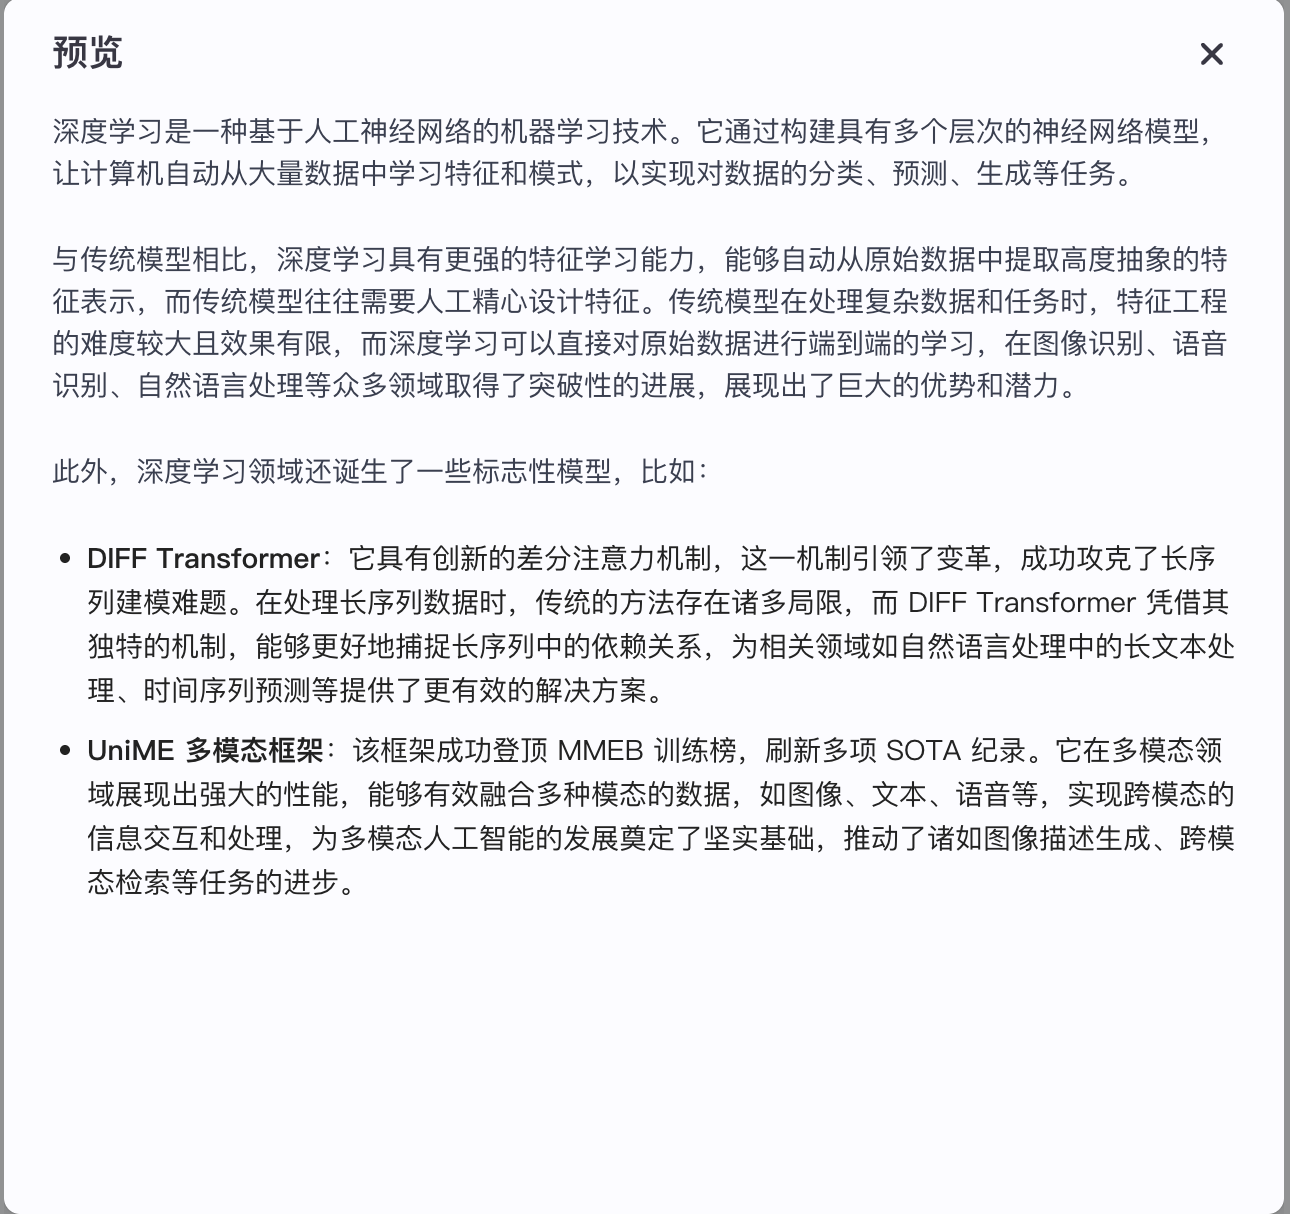 预览
深度学习是一种基于人工神经网络的机器学习技术。它通过构建具有多个层次的神经网络模型，
让计算机自动从大量数据中学习特征和模式，以实现对数据的分类、预测、生成等任务。
与传统模型相比，深度学习具有更强的特征学习能力，能够自动从原始数据中提取高度抽象的特
征表示，而传统模型往往需要人工精心设计特征。传统模型在处理复杂数据和任务时，特征工程
的难度较大且效果有限，而深度学习可以直接对原始数据进行端到端的学习，在图像识别、语音
识别、自然语言处理等众多领域取得了突破性的进展，展现出了巨大的优势和潜力。
此外，深度学习领域还诞生了一些标志性模型，比如：
• DIFF Transformer：它具有创新的差分注意力机制，这一机制引领了变革，成功攻克了长序
列建模难题。在处理长序列数据时，传统的方法存在诸多局限，而 DIFF Transformer 凭借其
独特的机制，能够更好地捕捉长序列中的依赖关系，为相关领域如自然语言处理中的长文本处
理、时间序列预测等提供了更有效的解决方案。
• UniME 多模态框架：该框架成功登顶 MMEB 训练榜，刷新多项 SOTA 纪录。它在多模态领
域展现出强大的性能，能够有效融合多种模态的数据，如图像、文本、语音等，实现跨模态的
信息交互和处理，为多模态人工智能的发展奠定了坚实基础，推动了诸如图像描述生成、跨模
态检索等任务的进步。